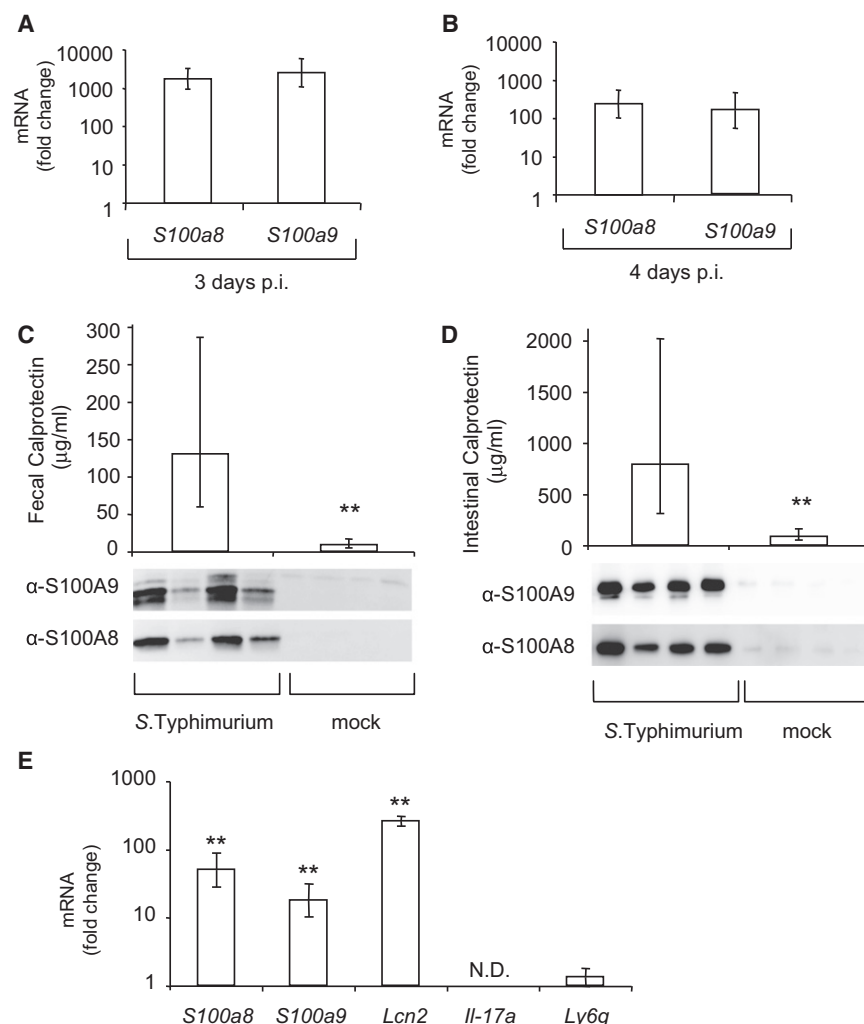 A
10000
1000
100
10
1
mRNA
(fold change)
S100a8 S100a9
3 days p.i.
B
10000
1000
100
10
1
mRNA
(fold change)
S100a8 S100a9
4 days p.i.
C
300
250
200
150
100
50
0
Fecal Calprotectin
(µg/ml)
**
α-S100A9
α-S100A8
S.Typhimurium mock
D
2000
1500
1000
500
0
Intestinal Calprotectin
(µg/ml)
**
α-S100A9
α-S100A8
S.Typhimurium mock
E
1000
100
10
1
mRNA
(fold change)
** ** **
N.D.
S100a8 S100a9 Lcn2 Il-17a Ly6g